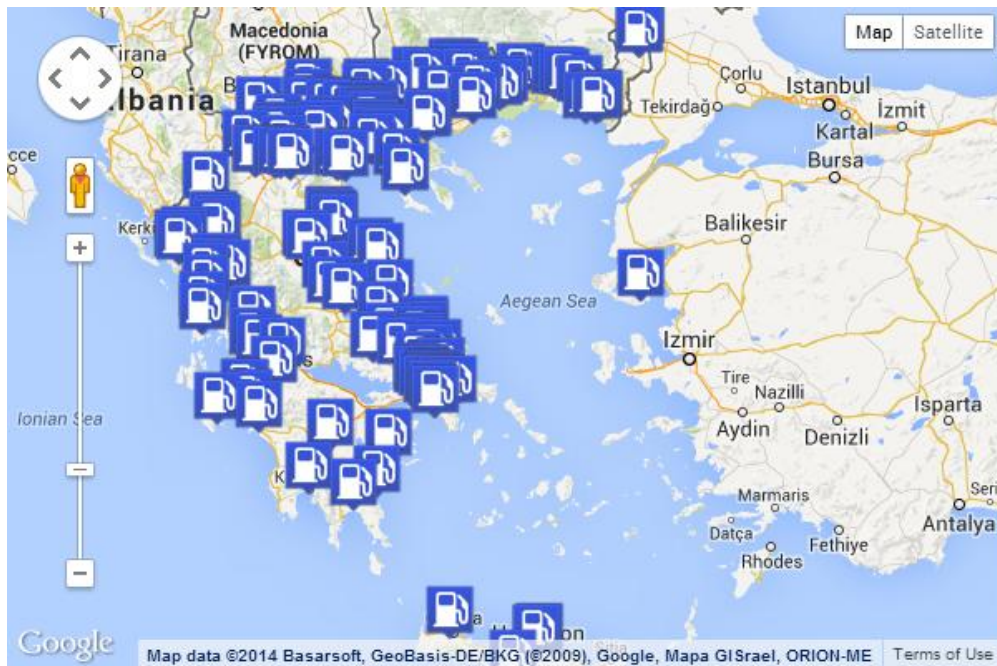 Macedonia
(FYROM)
Map
Satellite
Tirana
Çorlu
Istanbul
Tekirdağ
Kartal
İzmit
Bursa
Balikesir
Aegean Sea
Izmir
Tire
Nazilli
Aydin
Denizli
Isparta
Ionian Sea
Marmaris
Datça
Fethiye
Rhodes
Antalya
Google
Map data ©2014 Basarsoft, GeoBasis-DE/BKG (©2009), Google, Mapa GISrael, ORION-ME
Terms of Use